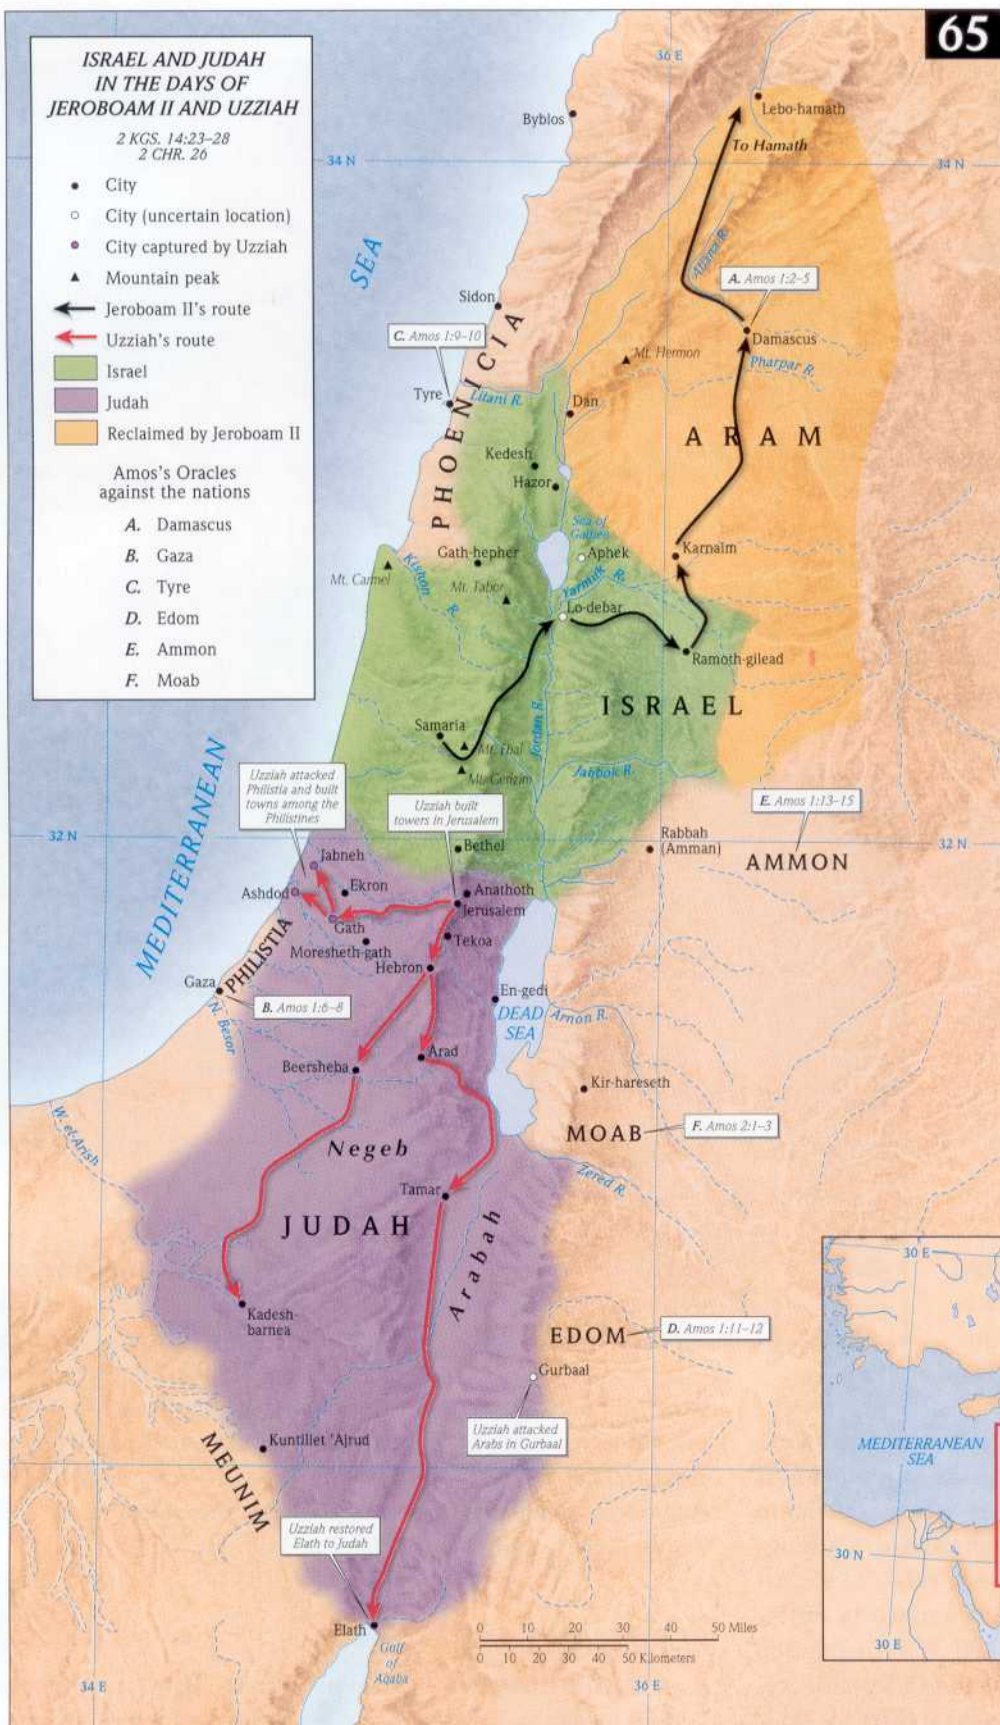 65
ISRAEL AND JUDAH
IN THE DAYS OF
JEROBOAM II AND UZZIAH
2 KGS. 14:23–28
2 CHR. 26
City
City (uncertain location)
City captured by Uzziah
Mountain peak
Jeroboam II's route
Uzziah's route
Israel
Judah
Reclaimed by Jeroboam II
Amos's Oracles
against the nations
A. Damascus
B. Gaza
C. Tyre
D. Edom
E. Ammon
F. Moab
36 E
Lebo-hamath
Byblos
To Hamath
34 N
34 N
SEA
Abana R.
A. Amos 1:2–5
Sidon
C. Amos 1:9–10
Damascus
Mt. Hermon
Pharpar R.
PHOENICIA
Tyre
Litani R.
Dan
ARAM
Kedesh
Hazor
Sea of
Galilee
Gath-hepher
Aphek
Karnaim
Mt. Carmel
Kishon R.
Mt. Tabor
Yarmuk R.
Lo-debar
Ramoth-gilead
ISRAEL
Samaria
Mt. Ebal
Jordan R.
Mt. Gerizim
Jabbok R.
MEDITERRANEAN
Uzziah attacked
Philistia and built
towns among the
Philistines
Uzziah built
towers in Jerusalem
E. Amos 1:13–15
32 N
32 N
Bethel
Rabbah
(Amman)
AMMON
Jabneh
Ashdod
Ekron
Anathoth
Jerusalem
Gath
Moresheth-gath
Tekoa
PHILISTIA
Hebron
Gaza
B. Amos 1:6–8
En-gedi
DEAD
SEA
Arnon R.
N. Besor
Beersheba
Arad
Kir-hareseth
W. el-Arish
Negeb
MOAB
F. Amos 2:1–3
Zered R.
Tamar
JUDAH
Arabah
30 E
Kadesh-
barnea
EDOM
D. Amos 1:11–12
Gurbaal
Uzziah attacked
Arabs in Gurbaal
Kuntillet 'Ajrud
MEUNIM
MEDITERRANEAN
SEA
Uzziah restored
Elath to Judah
30 N
Elath
Gulf
of
Aqaba
0 10 20 30 40 50 Miles
0 10 20 30 40 50 Kilometers
30 E
34 E
36 E